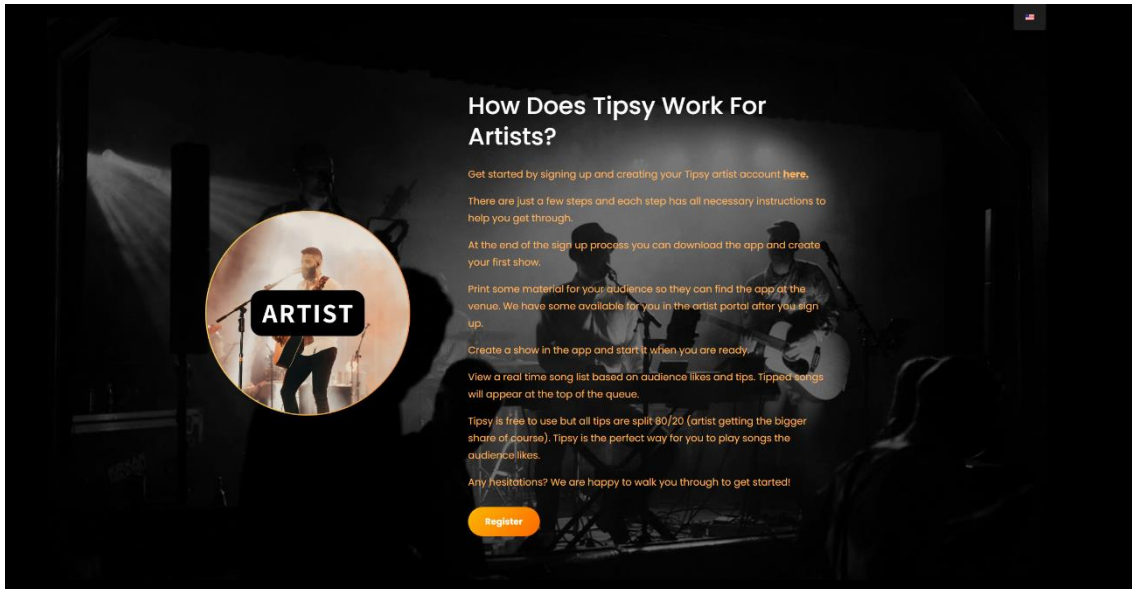 How Does Tipsy Work For
Artists?
Get started by signing up and creating your Tipsy artist account here.
There are just a few steps and each step has all necessary instructions to
help you get through.
At the end of the sign up process you can download the app and create
your first show.
Print some material for your audience so they can find the app at the
venue. We have some available for you in the artist portal after you sign
up.
Create a show in the app and start it when you are ready.
View a real time song list based on audience likes and tips. Tipped songs
will appear at the top of the queue.
Tipsy is free to use but all tips are split 80/20 (artist getting the bigger
share of course). Tipsy is the perfect way for you to play songs the
audience likes.
Any hesitations? We are happy to walk you through to get started!
Register
ARTIST